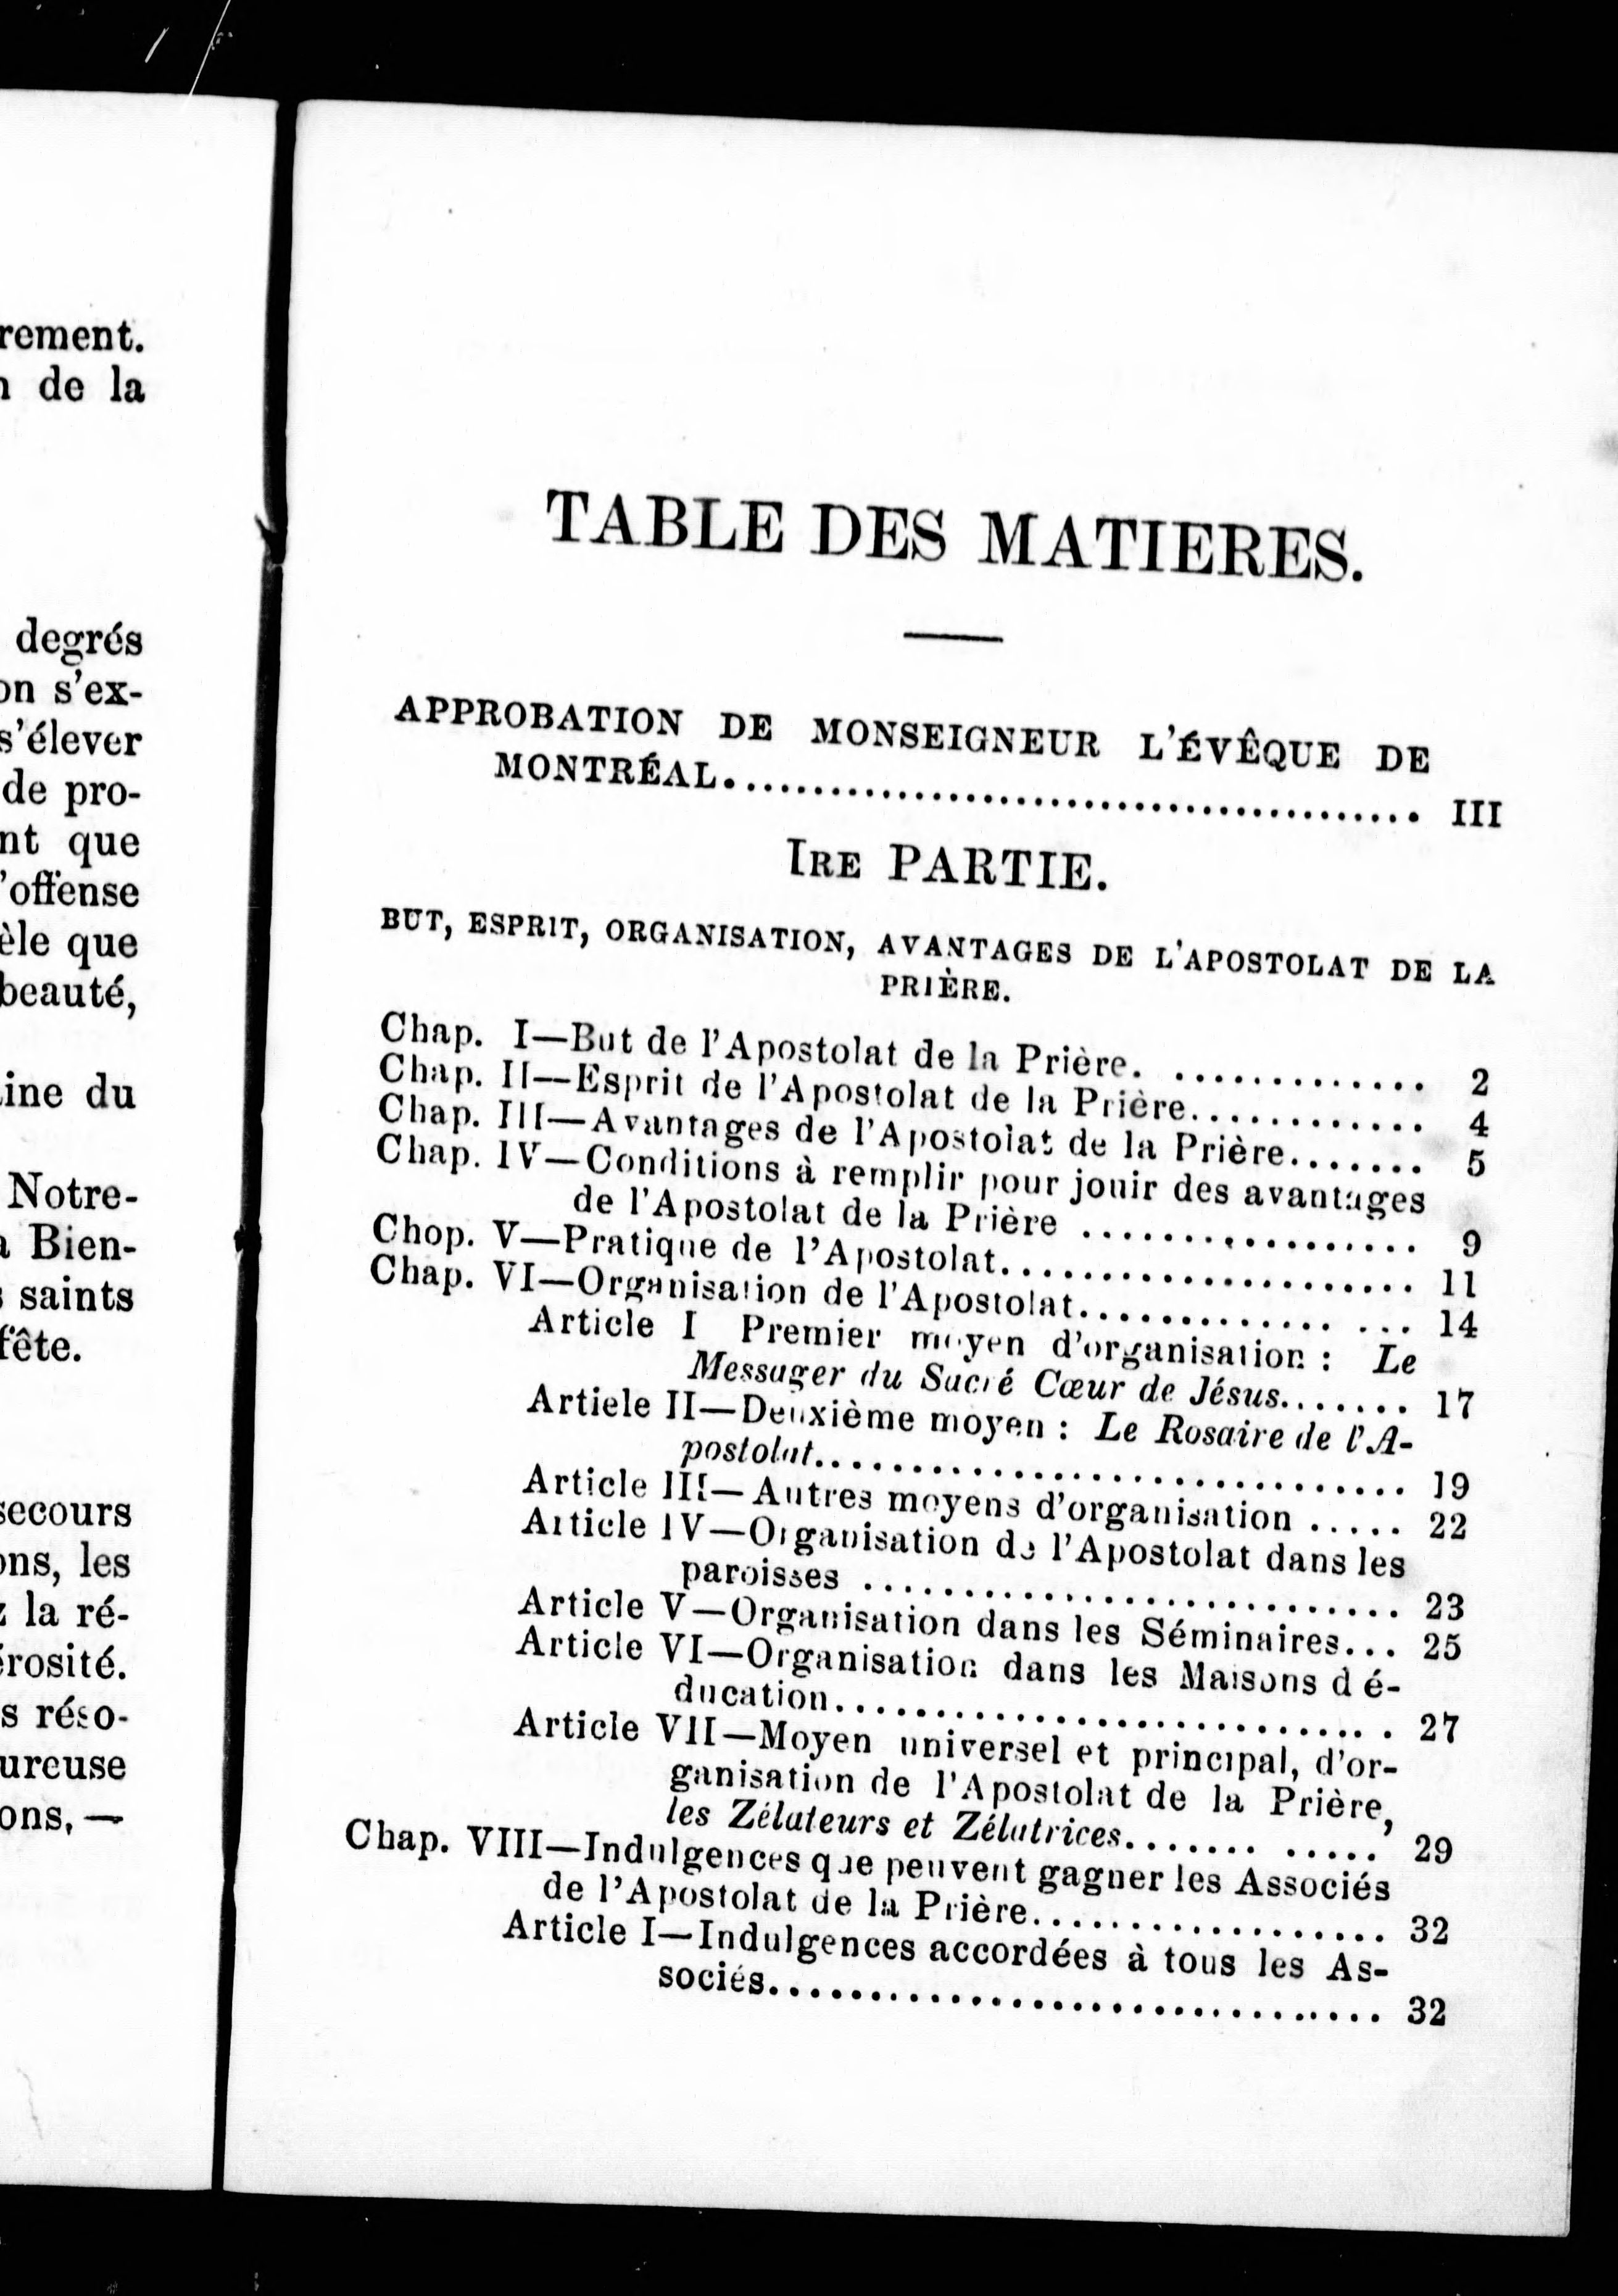 rement.
de la
degrés
on s'ex-
s'élever
de pro-
nt que
'offense
èle que
beauté,
ine du
Notre-
Bien-
saints
fête.
secours
ons, les
la ré-
érosité.
s réso-
ureuse
ons, —
TABLE DES MATIERES.
APPROBATION DE MONSEIGNEUR L'ÉVÊQUE DE
MONTRÉAL........................................ III
IRE PARTIE.
BUT, ESPRIT, ORGANISATION, AVANTAGES DE L'APOSTOLAT DE LA
PRIÈRE.
Chap. I—But de l'Apostolat de la Prière. ............. 2
Chap. II—Esprit de l'Apostolat de la Prière............ 4
Chap. III—Avantages de l'Apostolat de la Prière....... 5
Chap. IV—Conditions à remplir pour jouir des avantages
de l'Apostolat de la Prière ................. 9
Chop. V—Pratique de l'Apostolat..................... 11
Chap. VI—Organisation de l'Apostolat............. ... 14
Article I Premier moyen d'organisation : Le
Messager du Sacré Cœur de Jésus....... 17
Artiele II—Deuxième moyen : Le Rosaire de l'A-
postolat.............................. 19
Article III—Autres moyens d'organisation ..... 22
Article IV—Organisation de l'Apostolat dans les
paroisses ........................... 23
Article V—Organisation dans les Séminaires... 25
Article VI—Organisation dans les Maisons d é-
ducation............................ 27
Article VII—Moyen universel et principal, d'or-
ganisation de l'Apostolat de la Prière,
les Zélateurs et Zélatrices....... ..... 29
Chap. VIII—Indulgences que peuvent gagner les Associés
de l'Apostolat de la Prière.................. 32
Article I—Indulgences accordées à tous les As-
sociés............................... 32